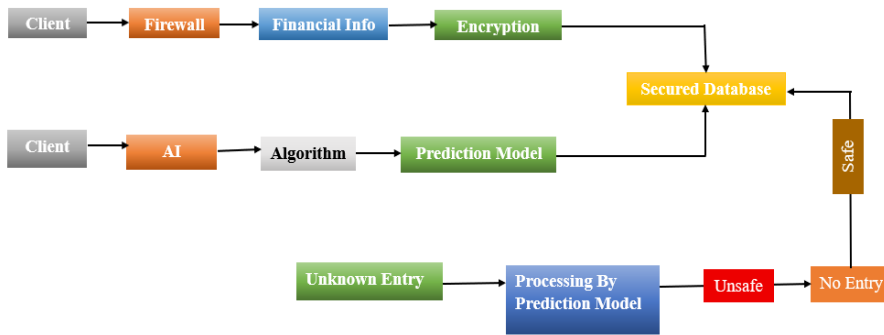 Client
Firewall
Financial Info
Encryption
Secured Database
Client
AI
Algorithm
Prediction Model
Safe
Unknown Entry
Processing By
Prediction Model
Unsafe
No Entry